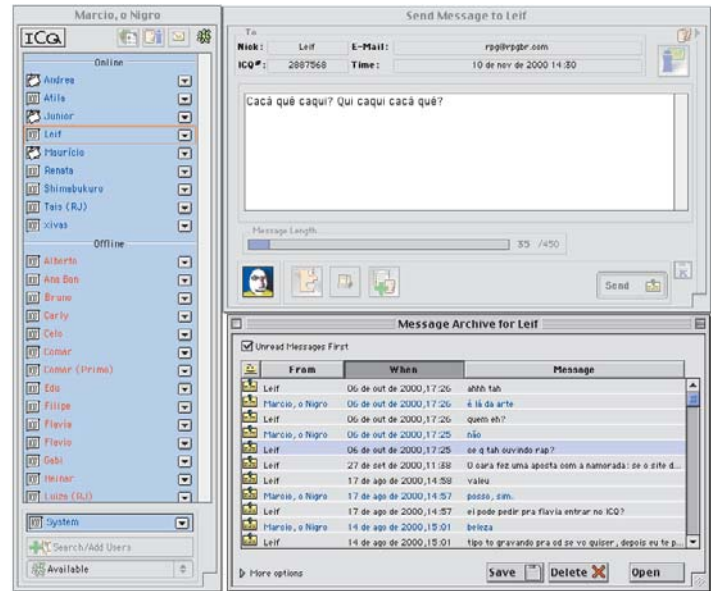 Marcio, o Nigro
ICQ
Online
Andrea
Atila
Junior
Leif
Maurício
Renata
Shimabukuro
Tais (RJ)
xivas
Offline
Alberto
Ana Ban
Bruno
Carly
Celo
Comar
Comar (Primo)
Edu
Filipe
Flavia
Flavio
Gabi
Heinar
Luiza (RJ)
System
Search/Add Users
Available
Send Message to Leif
To
Nick: Leif E-Mail: rpg@rpgbr.com
ICQ#: 2887568 Time: 10 de nov de 2000 14:30
Cacá quê caqui? Qui caqui cacá quê?
Message Length
35 /450
Send
Message Archive for Leif
Unread Messages First
From When Message
Leif 06 de out de 2000,17:26 ahhh tah
Marcio, o Nigro 06 de out de 2000,17:26 é lá da arte
Leif 06 de out de 2000,17:26 quem eh?
Marcio, o Nigro 06 de out de 2000,17:25 não
Leif 06 de out de 2000,17:25 se q tah ouvindo rap?
Leif 27 de set de 2000,11:38 O cara fez uma aposta com a namorada: se o site d...
Leif 17 de ago de 2000,14:58 valeu
Marcio, o Nigro 17 de ago de 2000,14:57 posso, sim.
Leif 17 de ago de 2000,14:57 ei pode pedir pra flavia entrar no ICQ?
Marcio, o Nigro 14 de ago de 2000,15:01 beleza
Leif 14 de ago de 2000,15:01 tipo to gravando pra cd se vc quiser, depois eu te p...
More options
Save Delete Open